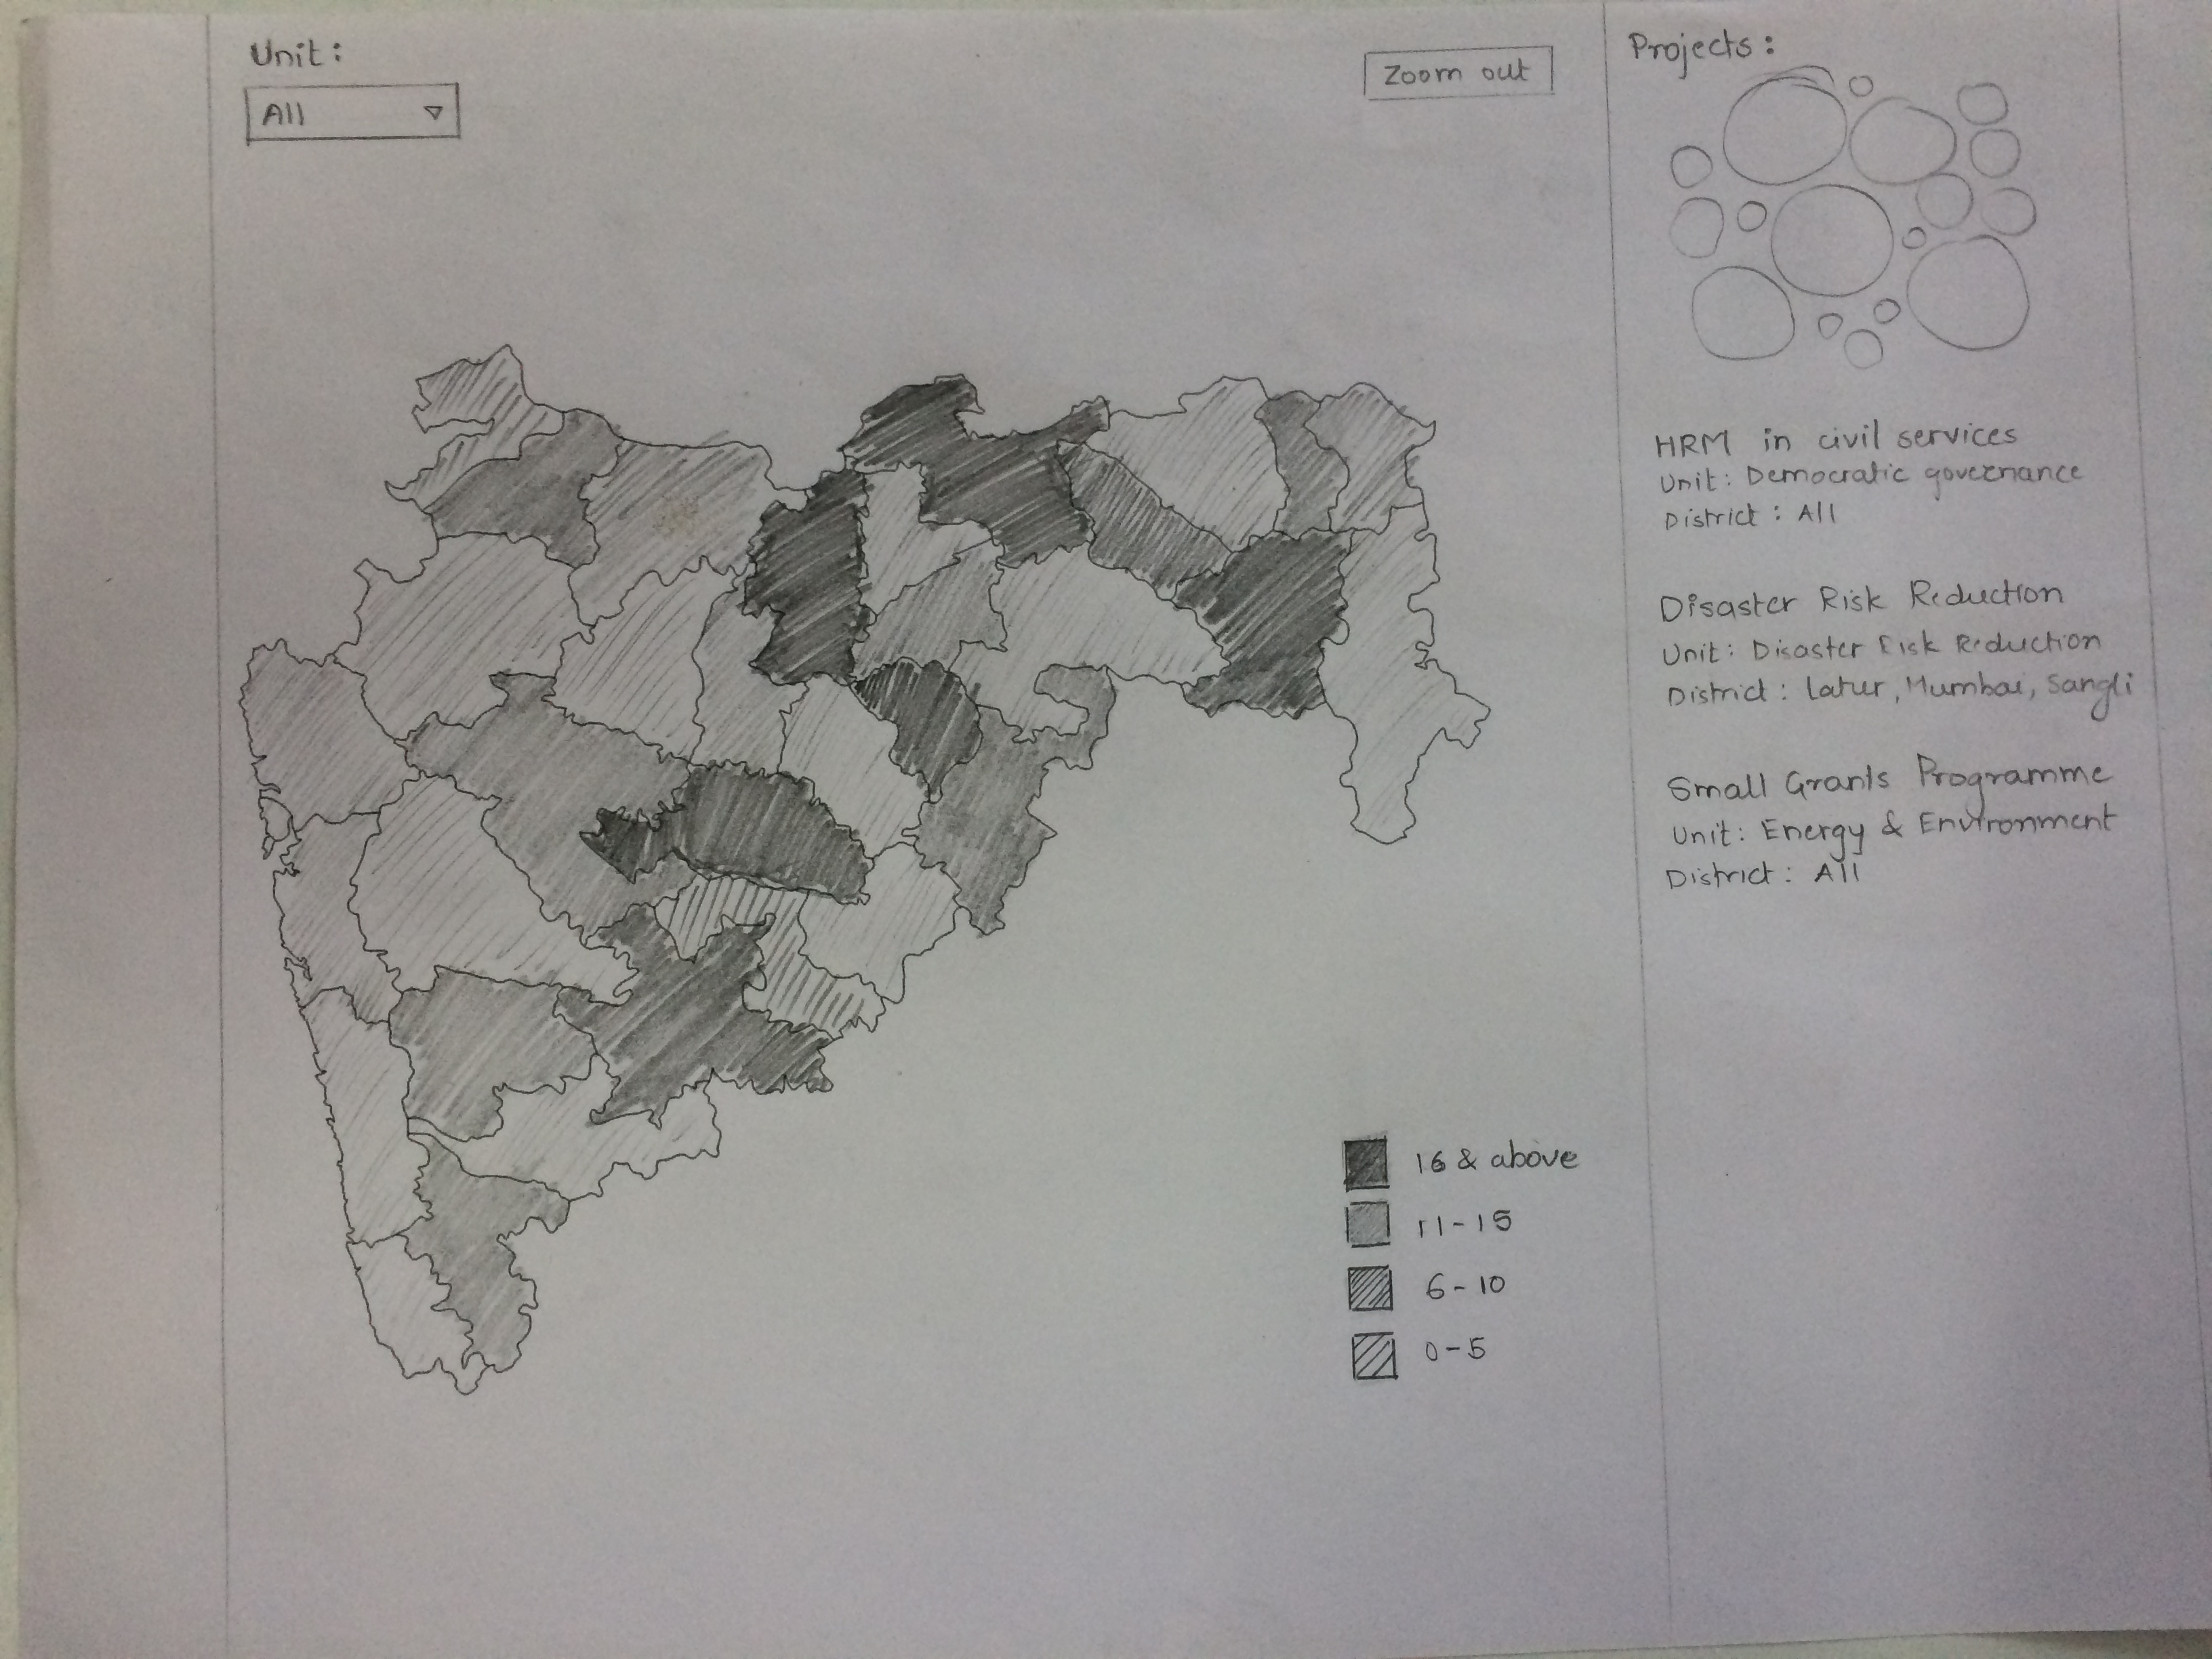 Unit:
All
Zoom out
16 & above
11-15
6-10
0-5
Projects:
HRM in civil services
Unit: Democratic governance
District: All
Disaster Risk Reduction
Unit: Disaster Risk Reduction
District: Latur, Mumbai, Sangli
Small Grants Programme
Unit: Energy & Environment
District: All